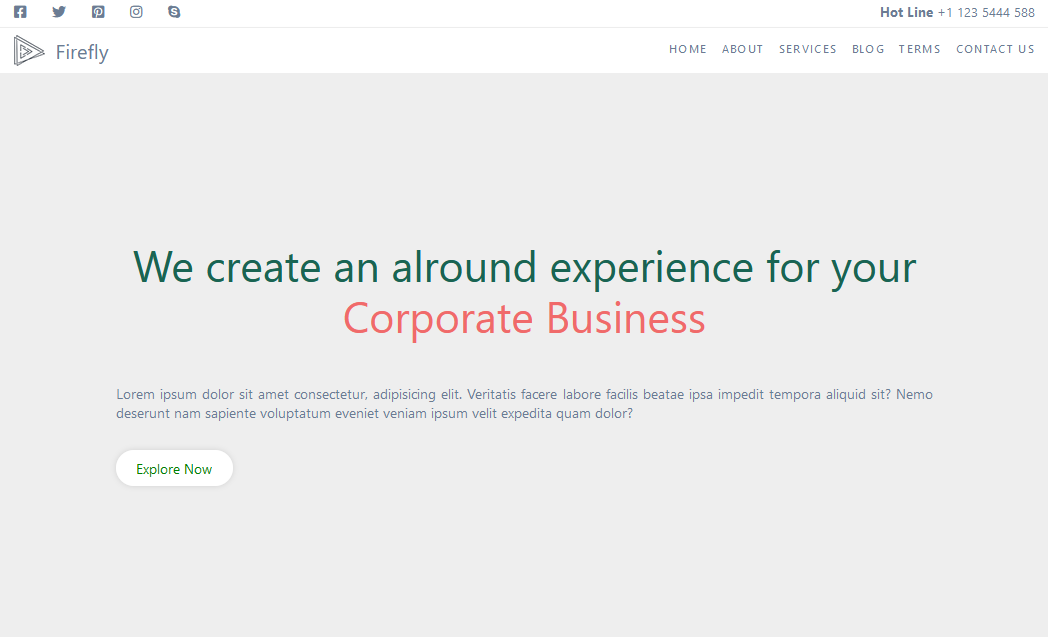 Hot Line +1 123 5444 588
Firefly
HOME ABOUT SERVICES BLOG TERMS CONTACT US
We create an alround experience for your
Corporate Business
Lorem ipsum dolor sit amet consectetur, adipisicing elit. Veritatis facere labore facilis beatae ipsa impedit tempora aliquid sit? Nemo
deserunt nam sapiente voluptatum eveniet veniam ipsum velit expedita quam dolor?
Explore Now